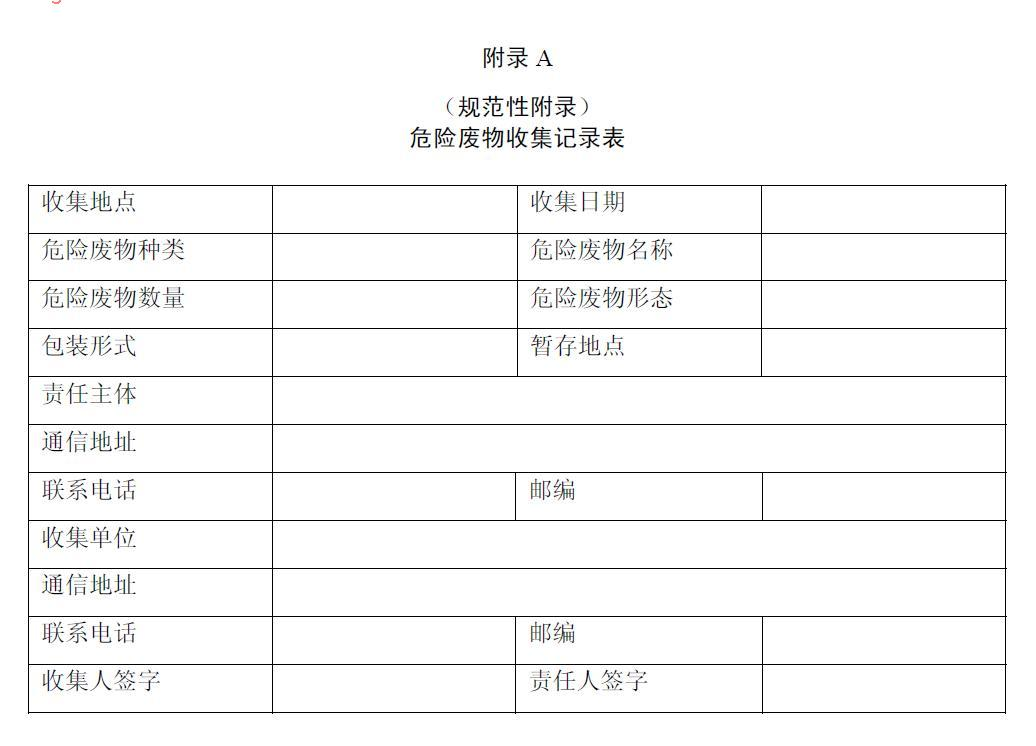 附录 A
（规范性附录）
危险废物收集记录表
收集地点 收集日期
危险废物种类 危险废物名称
危险废物数量 危险废物形态
包装形式 暂存地点
责任主体
通信地址
联系电话 邮编
收集单位
通信地址
联系电话 邮编
收集人签字 责任人签字